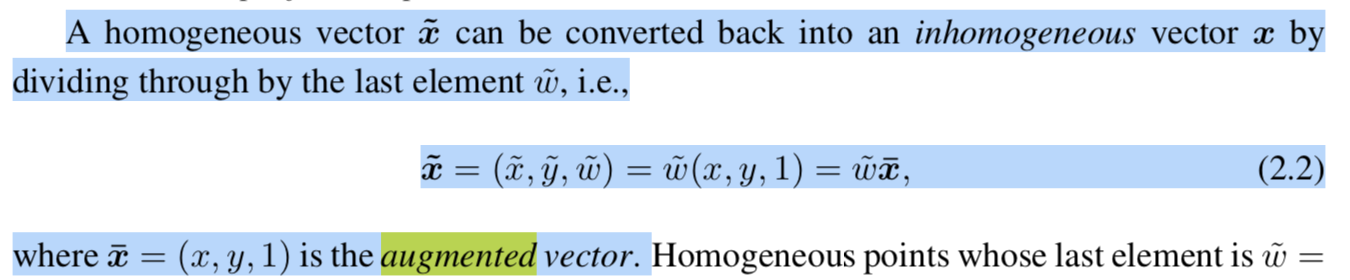 A homogeneous vector x̃ can be converted back into an inhomogeneous vector x by
dividing through by the last element w̃, i.e.,
x̃ = (x̃, ỹ, w̃) = w̃(x, y, 1) = w̃x̄, (2.2)
where x̄ = (x, y, 1) is the augmented vector. Homogeneous points whose last element is w̃ =